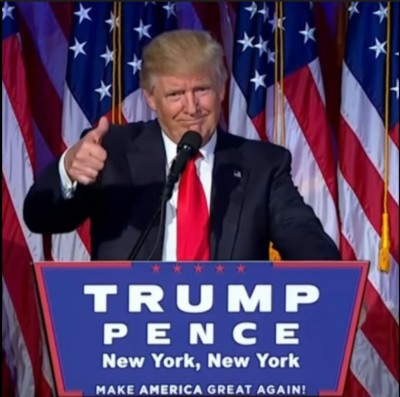 TRUMP
PENCE
New York, New York
MAKE AMERICA GREAT AGAIN!